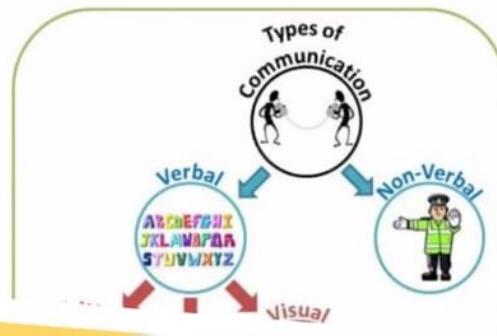 Types of
Communication
Verbal
Non-Verbal
ABCDEFGHI
JKLMNOPQR
STUVWXYZ
Visual